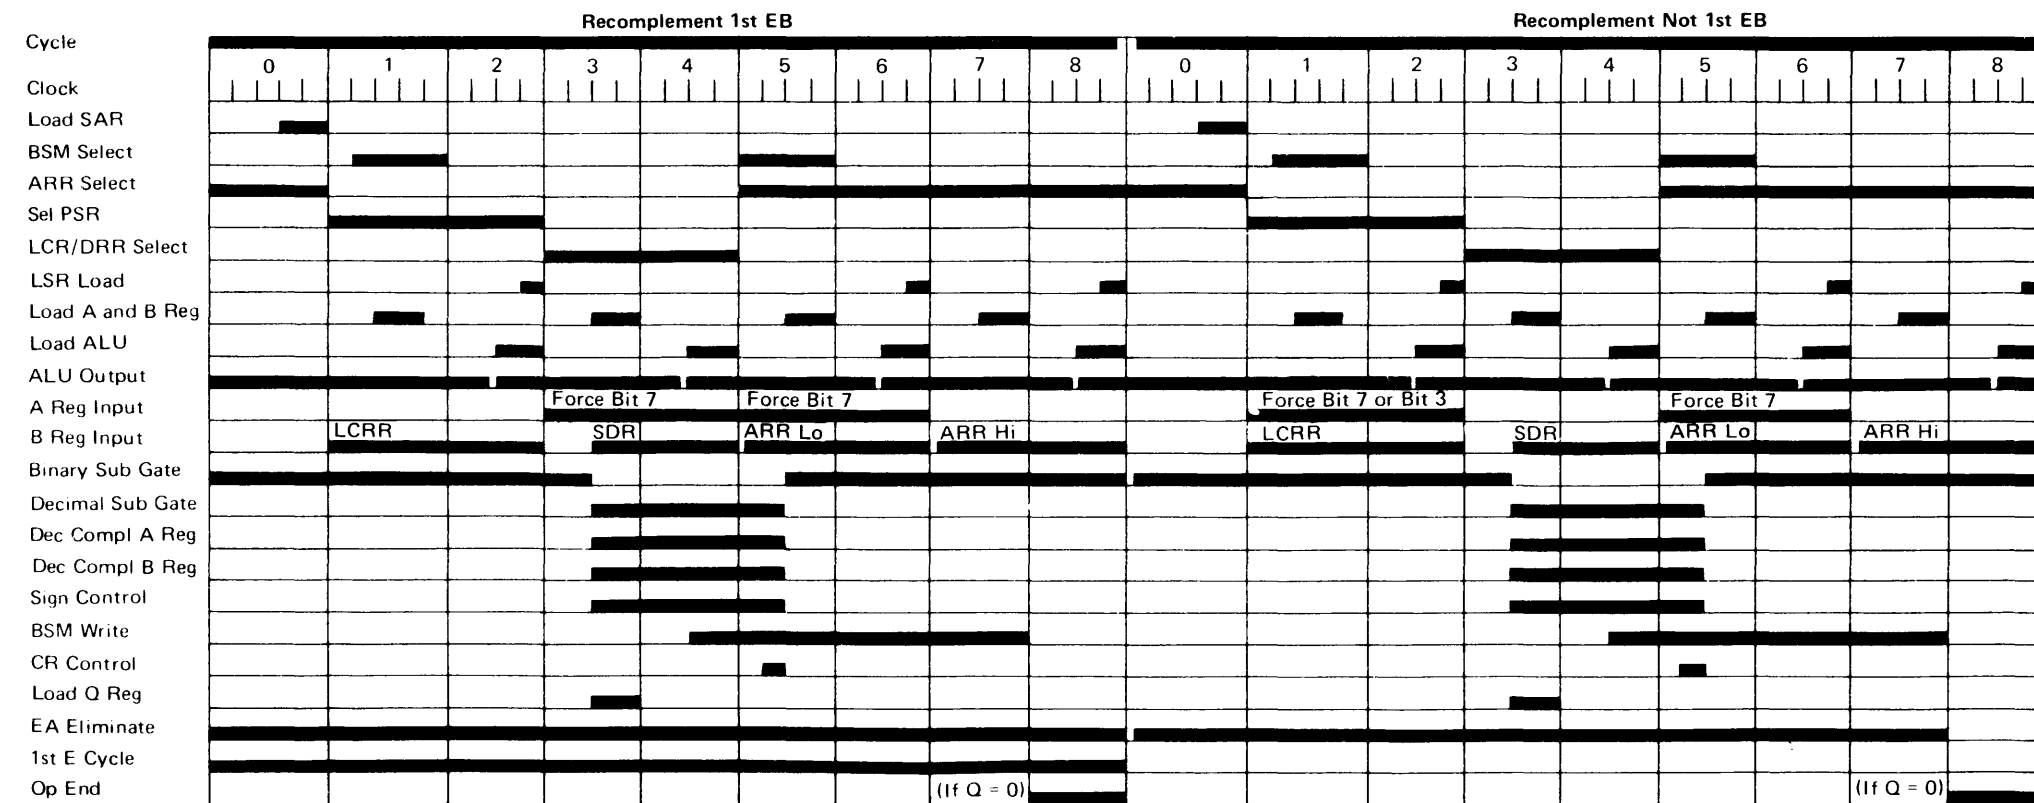 Recomplement 1st EB Recomplement Not 1st EB
Cycle
0 1 2 3 4 5 6 7 8 0 1 2 3 4 5 6 7 8
Clock
Load SAR
BSM Select
ARR Select
Sel PSR
LCR/DRR Select
LSR Load
Load A and B Reg
Load ALU
ALU Output
A Reg Input Force Bit 7 Force Bit 7 Force Bit 7 or Bit 3 Force Bit 7
B Reg Input LCRR SDR ARR Lo ARR Hi LCRR SDR ARR Lo ARR Hi
Binary Sub Gate
Decimal Sub Gate
Dec Compl A Reg
Dec Compl B Reg
Sign Control
BSM Write
CR Control
Load Q Reg
EA Eliminate
1st E Cycle
Op End (If Q = 0) (If Q = 0)